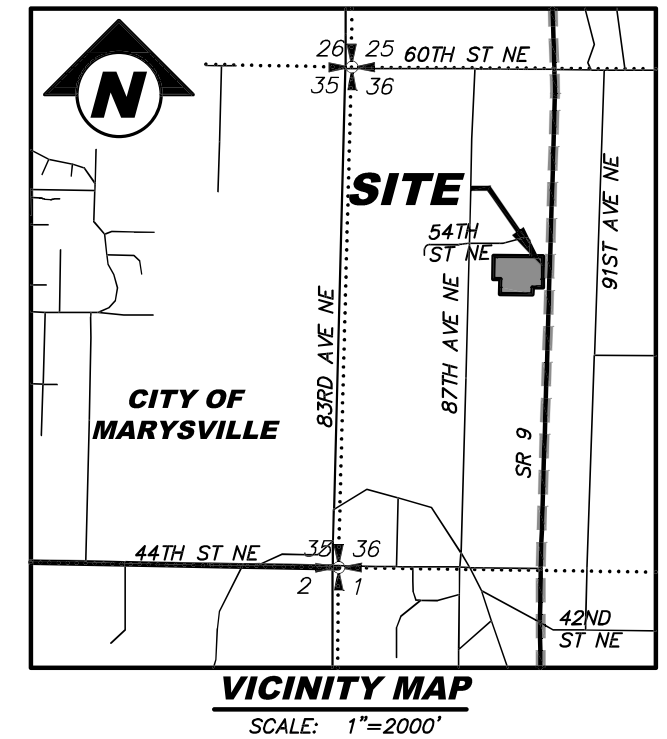 N
26 25
60TH ST NE
35 36
SITE
54TH
ST NE
91ST AVE NE
83RD AVE NE
87TH AVE NE
CITY OF
MARYSVILLE
SR 9
44TH ST NE
35 36
2 1
42ND
ST NE
VICINITY MAP
SCALE: 1"=2000'